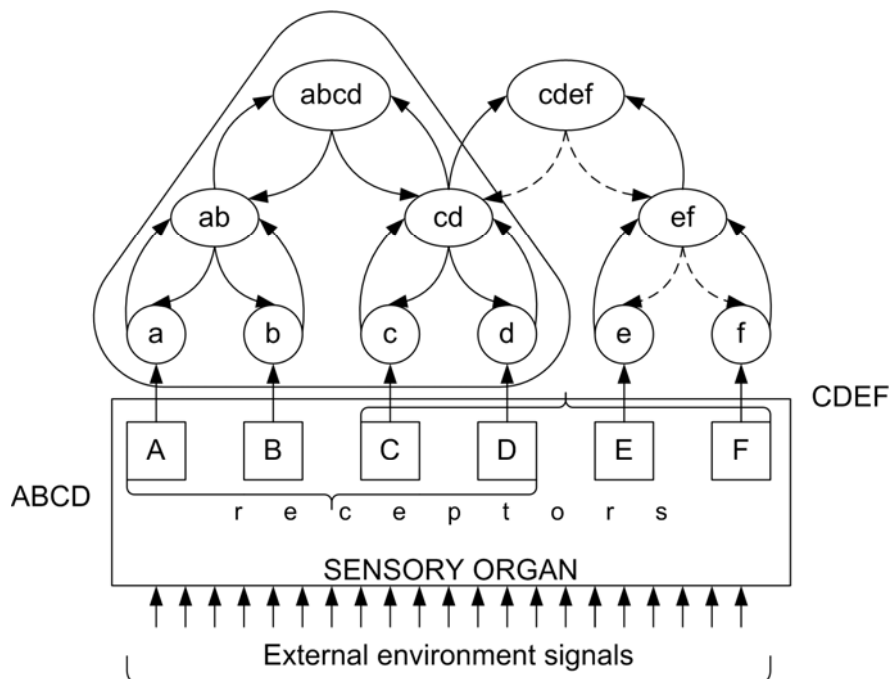 abcd cdef
ab cd ef
a b c d e f
CDEF
A B C D E F
ABCD
r e c e p t o r s
SENSORY ORGAN
External environment signals